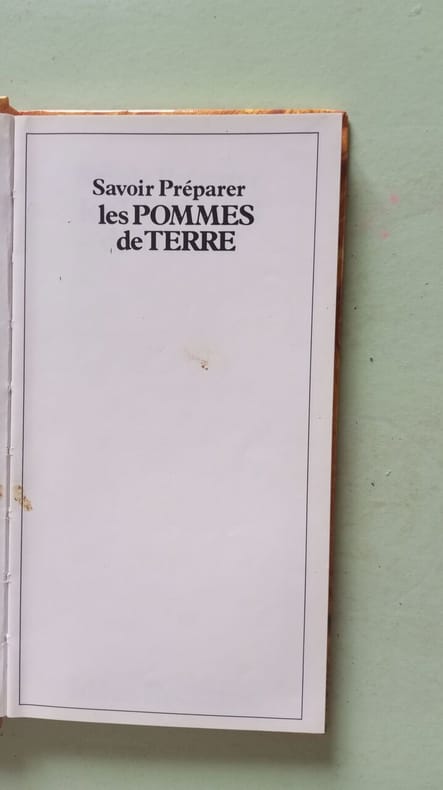 Savoir Préparer
les POMMES
de TERRE